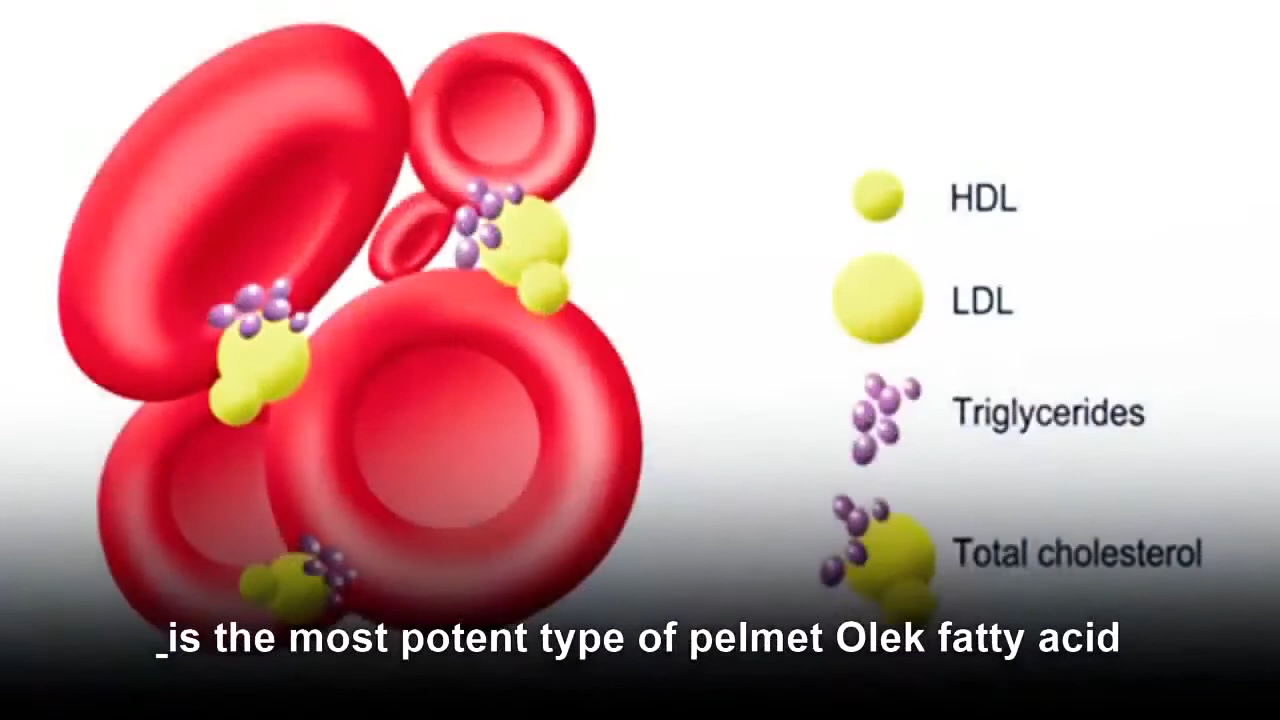 HDL
LDL
Triglycerides
Total cholesterol
_is the most potent type of pelmet Olek fatty acid